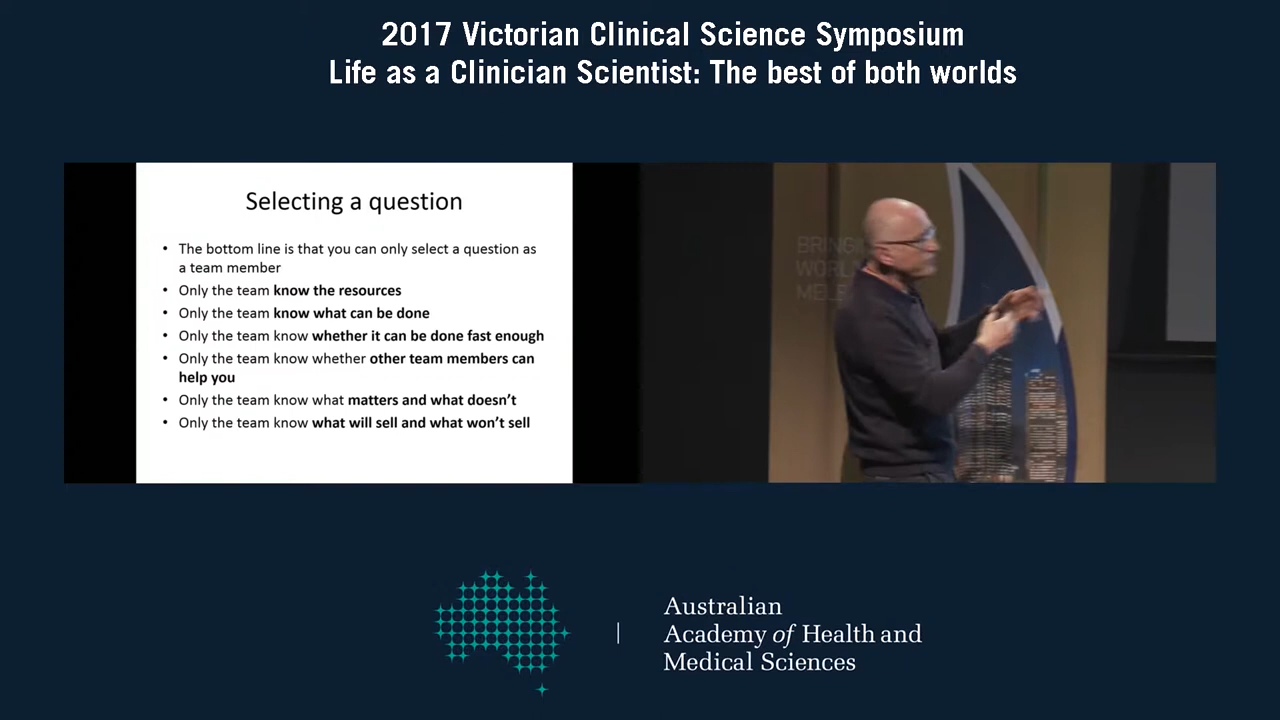 2017 Victorian Clinical Science Symposium
Life as a Clinician Scientist: The best of both worlds
Selecting a question
• The bottom line is that you can only select a question as
a team member
• Only the team know the resources
• Only the team know what can be done
• Only the team know whether it can be done fast enough
• Only the team know whether other team members can
help you
• Only the team know what matters and what doesn't
• Only the team know what will sell and what won't sell
Australian
Academy of Health and
Medical Sciences